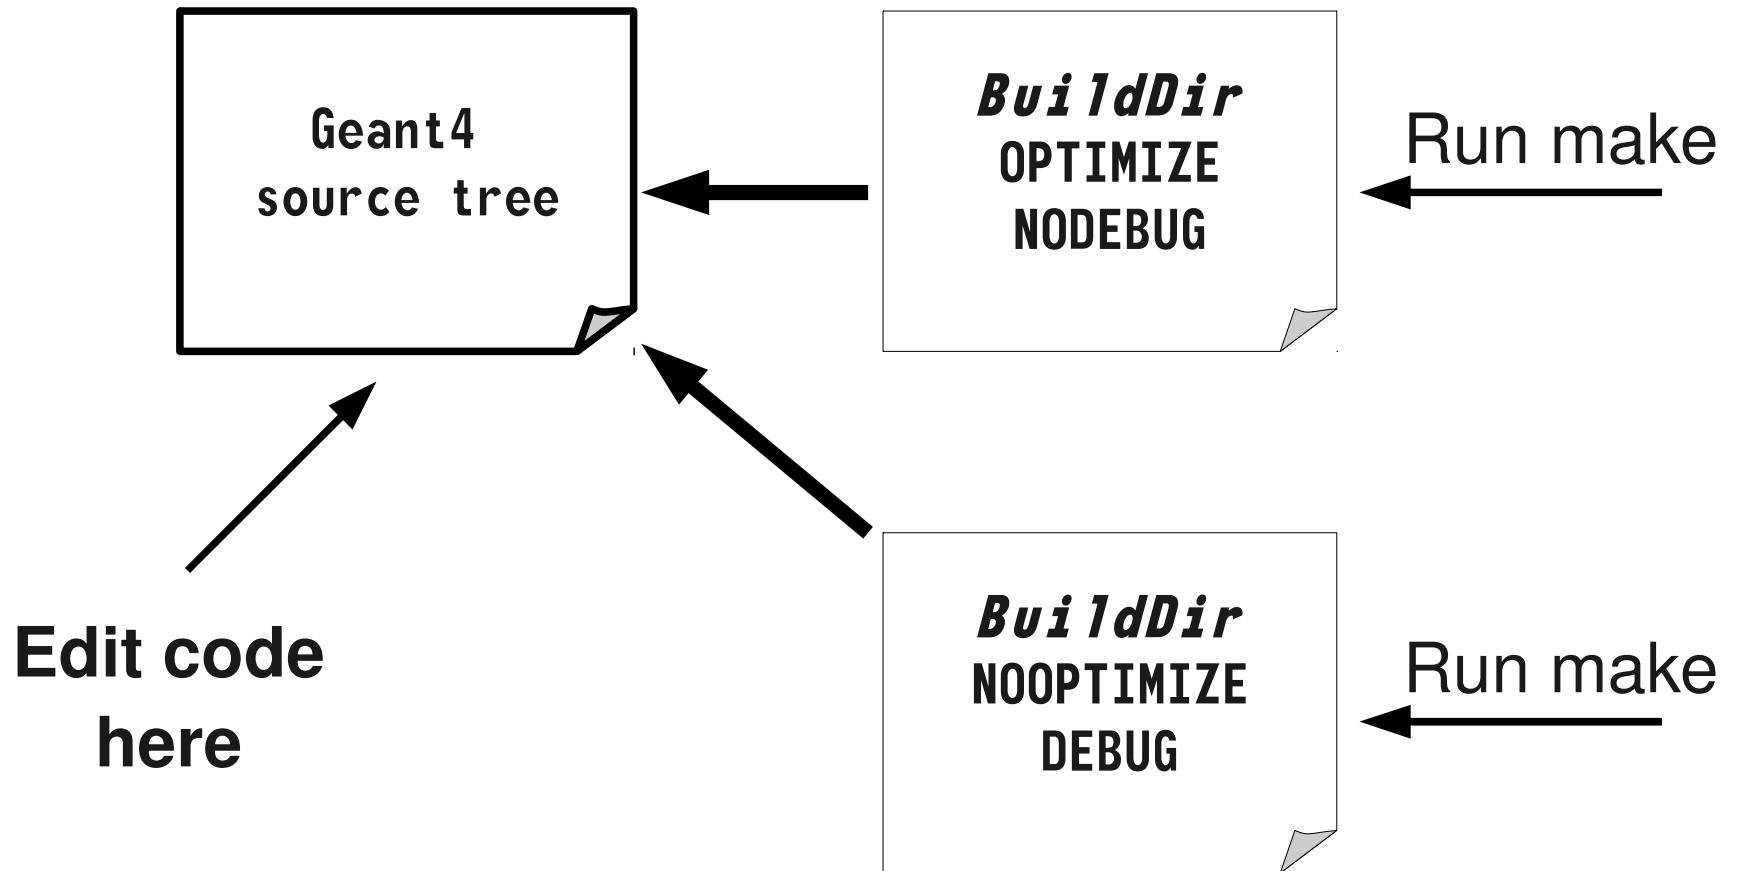 Geant4
source tree
BuildDir
OPTIMIZE
NODEBUG
Run make
Edit code
here
BuildDir
NOOPTIMIZE
DEBUG
Run make